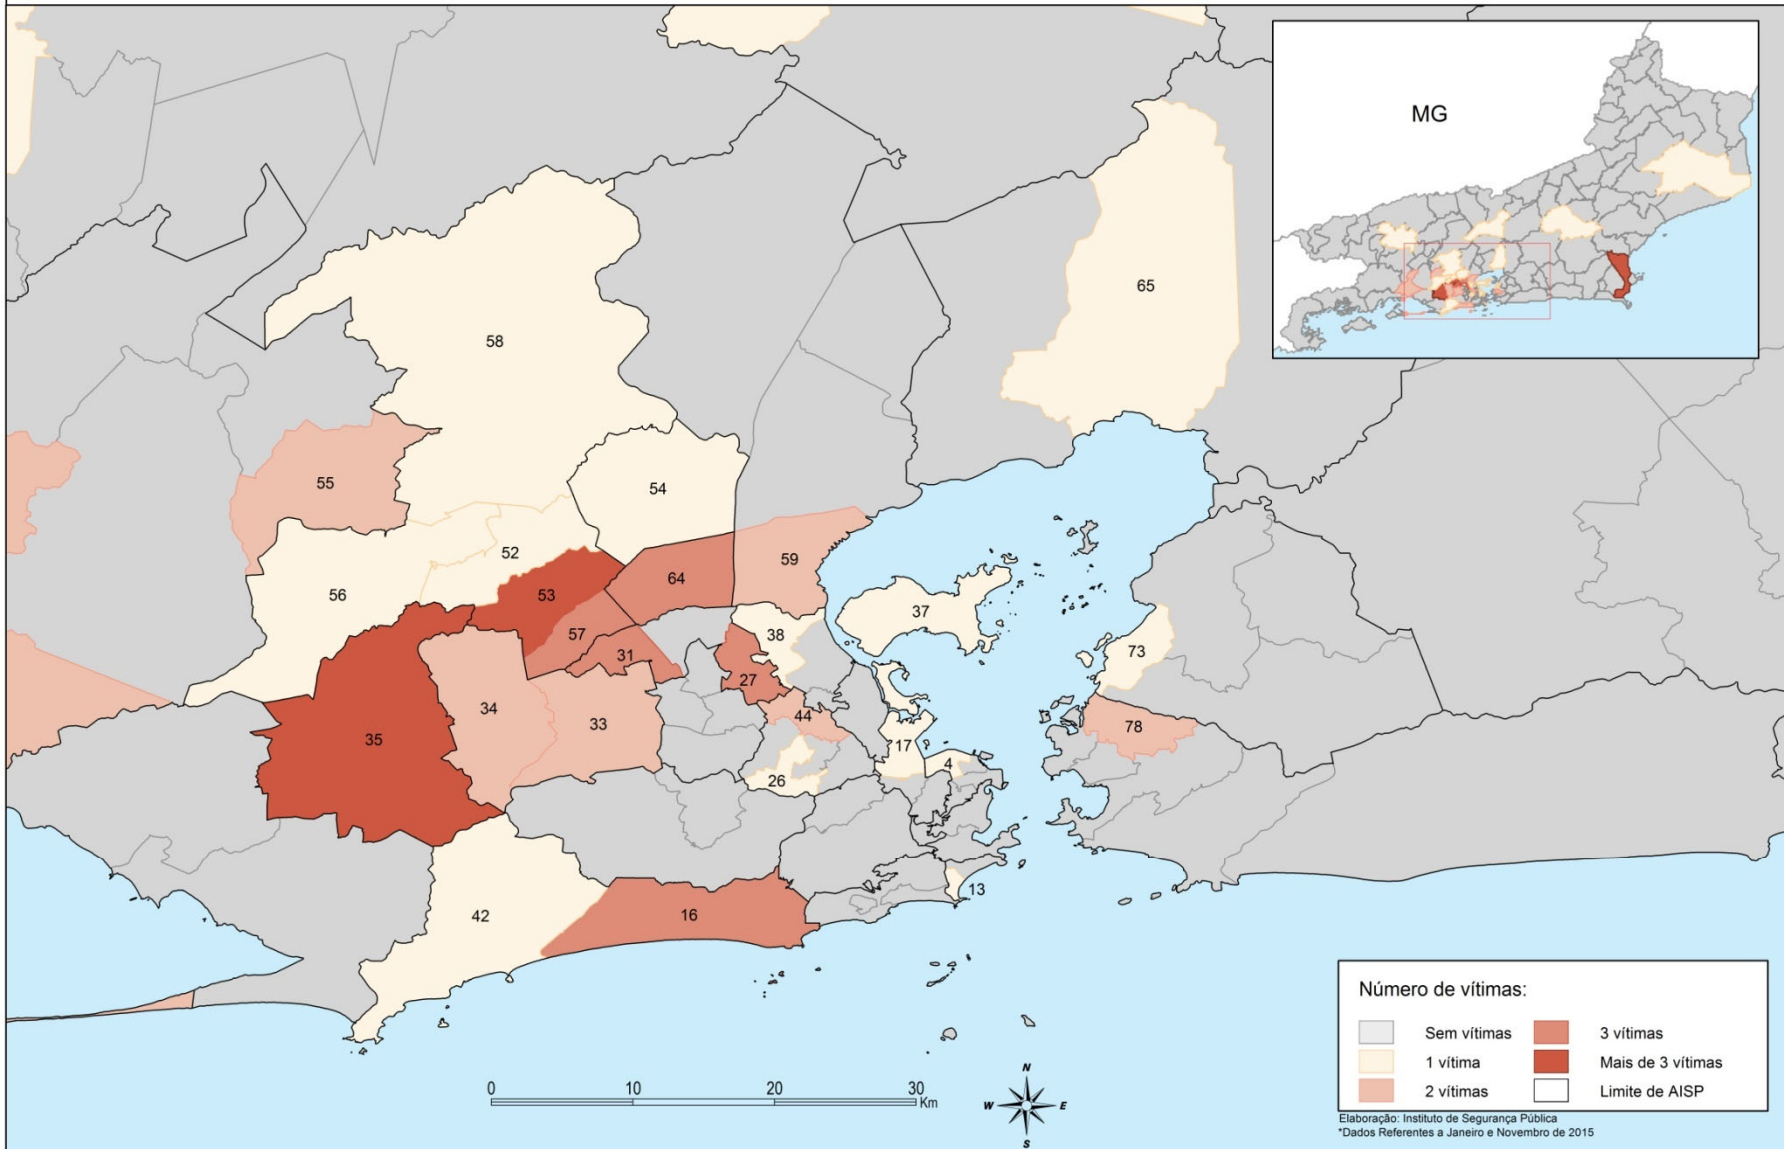 MG
65
58
55
54
52
59
64
53
56
37
57
38
31
73
27
34
33
44
78
35
17
4
26
13
42
16
Número de vítimas:
Sem vítimas
3 vítimas
1 vítima
Mais de 3 vítimas
2 vítimas
Limite de AISP
0 10 20 30
Km
N
W E
S
Elaboração: Instituto de Segurança Pública
*Dados Referentes a Janeiro e Novembro de 2015